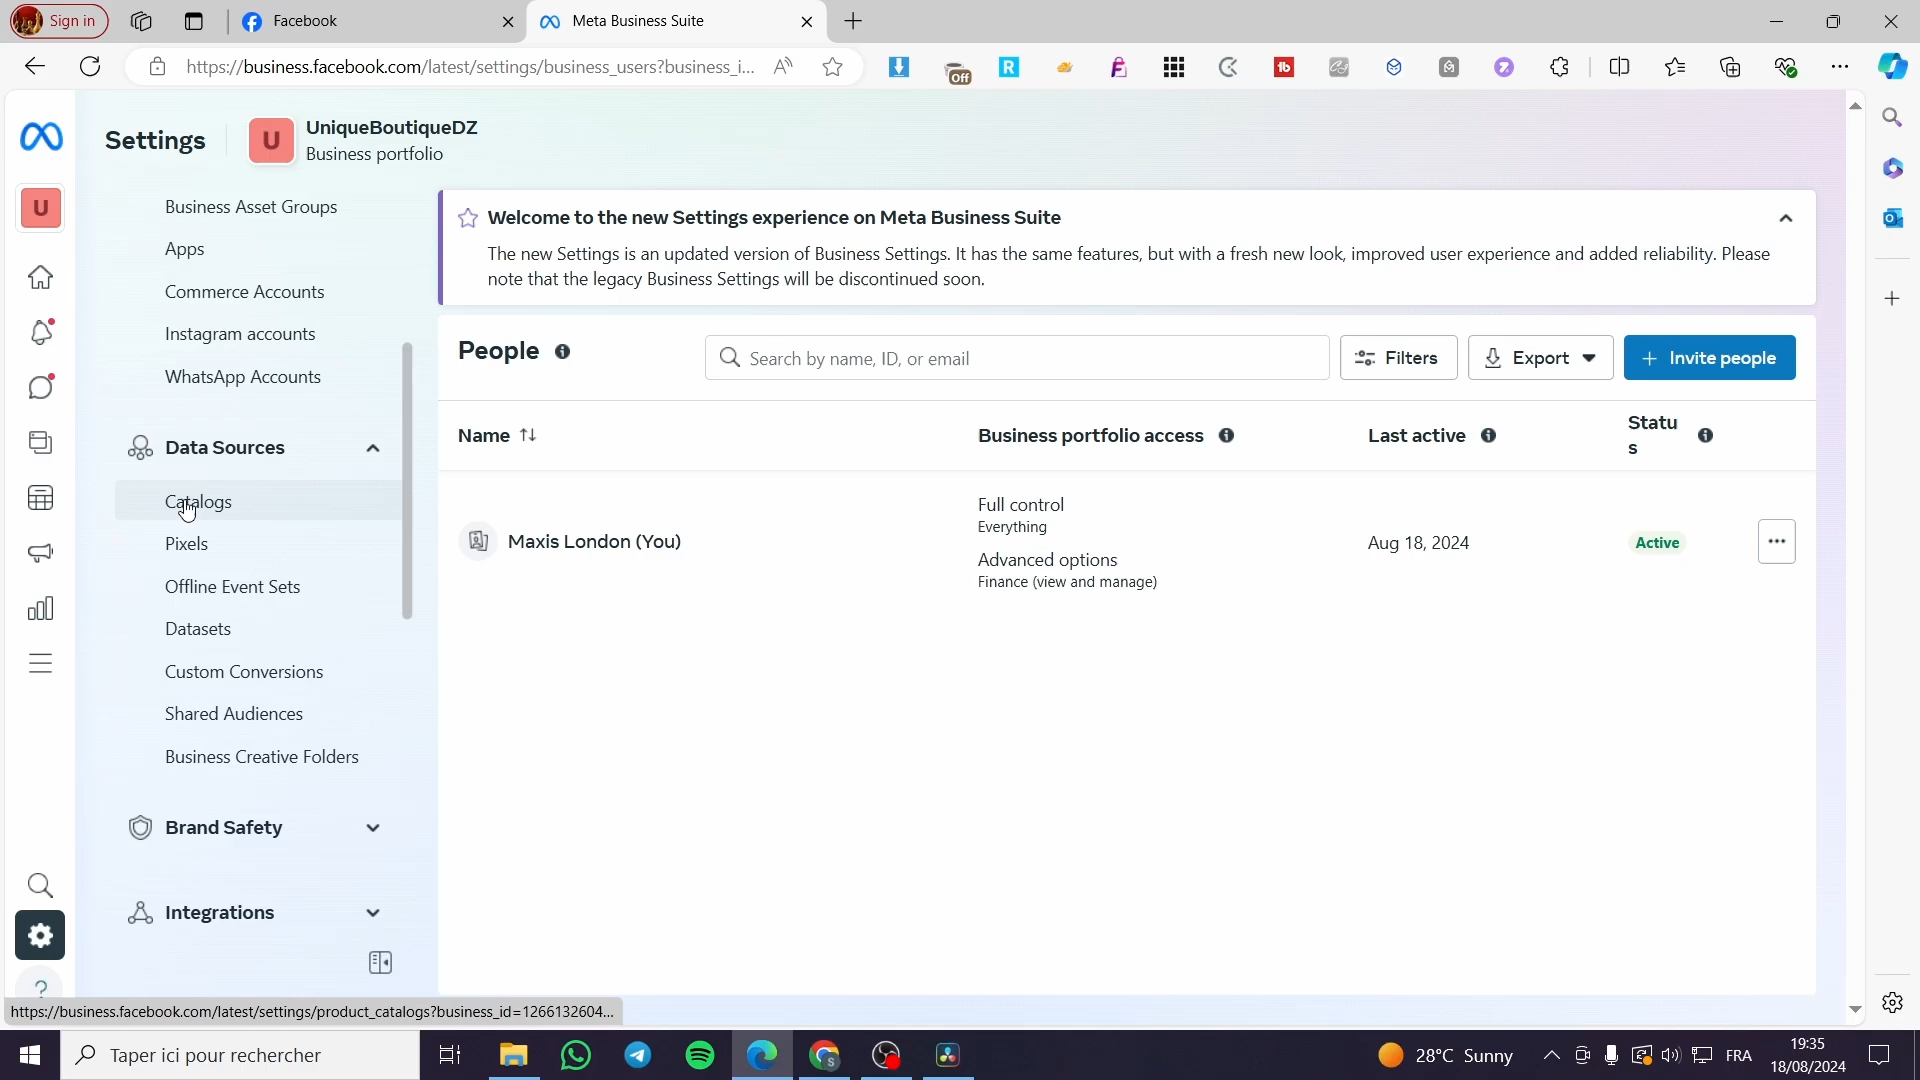 Sign in
Facebook
Meta Business Suite
https://business.facebook.com/latest/settings/business_users?business_i...
Off
Settings
U
UniqueBoutiqueDZ
Business portfolio
U
Business Asset Groups
Apps
Commerce Accounts
Instagram accounts
WhatsApp Accounts
Data Sources
Catalogs
Pixels
Offline Event Sets
Datasets
Custom Conversions
Shared Audiences
Business Creative Folders
Brand Safety
Integrations
Welcome to the new Settings experience on Meta Business Suite
The new Settings is an updated version of Business Settings. It has the same features, but with a fresh new look, improved user experience and added reliability. Please
note that the legacy Business Settings will be discontinued soon.
People
Search by name, ID, or email
Filters
Export
+ Invite people
Name
Business portfolio access
Last active
Statu
s
Maxis London (You)
Full control
Everything
Advanced options
Finance (view and manage)
Aug 18, 2024
Active
https://business.facebook.com/latest/settings/product_catalogs?business_id=1266132604...
Taper ici pour rechercher
28°C Sunny
FRA
19:35
18/08/2024